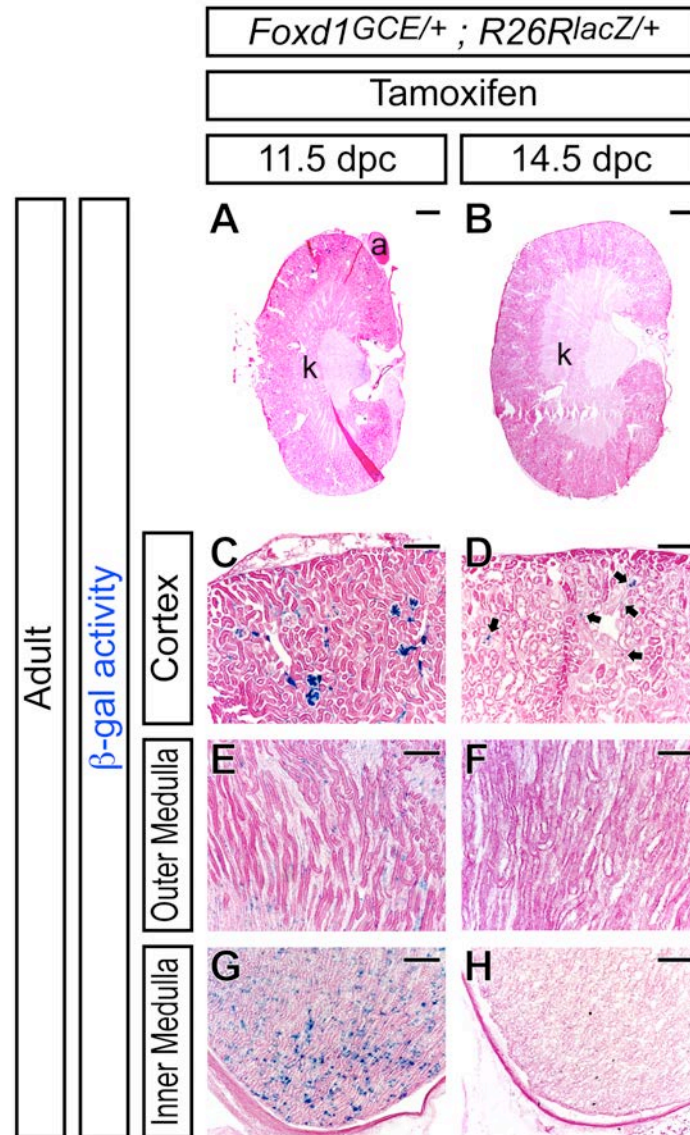 Foxd1GCE/+ ; R26RlacZ/+
Tamoxifen
11.5 dpc 14.5 dpc
A a B
k k
Adult
β-gal activity
Cortex
C D
Outer Medulla
E F
Inner Medulla
G H